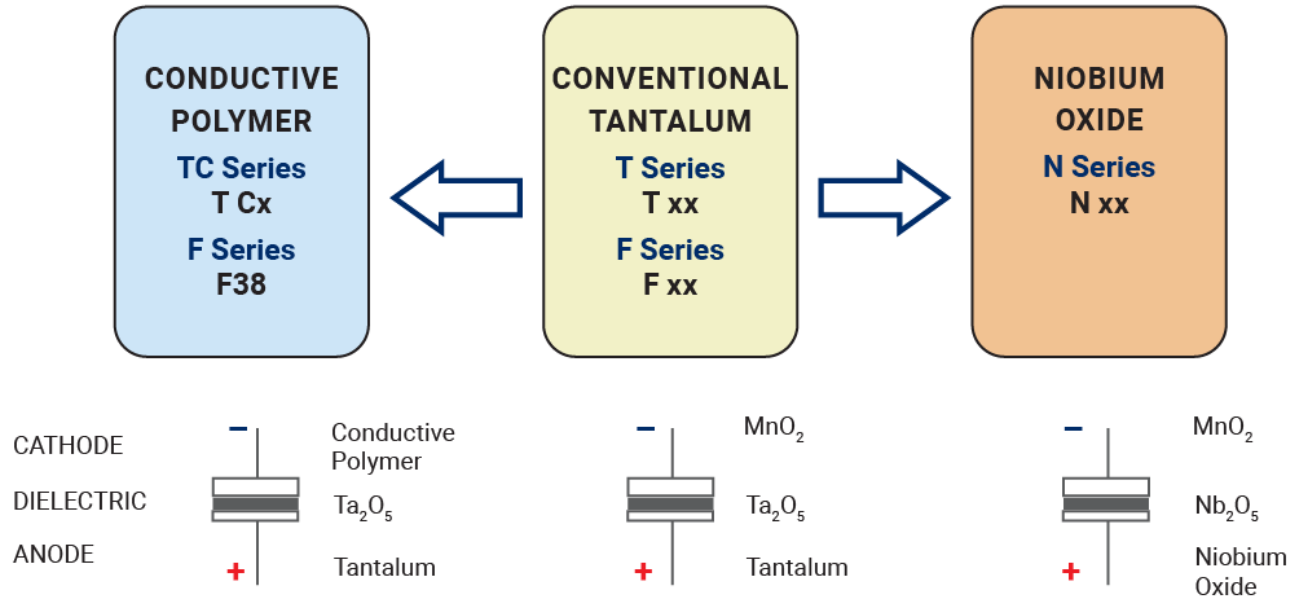 CONDUCTIVE
POLYMER
TC Series
T Cx
F Series
F38
CONVENTIONAL
TANTALUM
T Series
T xx
F Series
F xx
NIOBIUM
OXIDE
N Series
N xx
CATHODE
DIELECTRIC
ANODE
−
Conductive
Polymer
Ta₂O₅
+
Tantalum
−
MnO₂
Ta₂O₅
+
Tantalum
−
MnO₂
Nb₂O₅
+
Niobium
Oxide